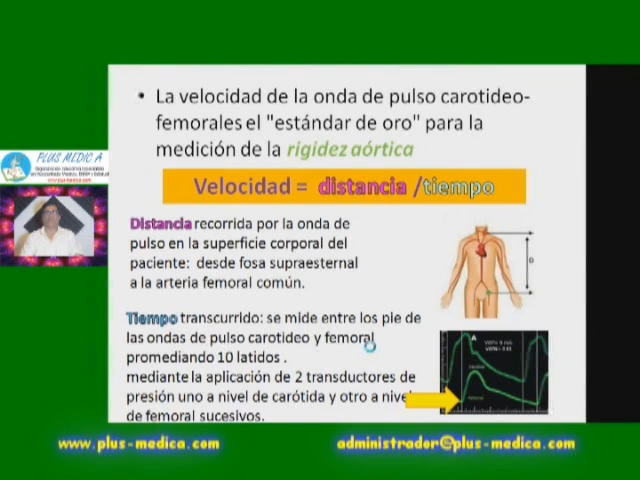 • La velocidad de la onda de pulso carotideo-
femorales el "estándar de oro" para la
medición de la rigidez aórtica
PLUS MEDIC A
www.plus-medica.com
Velocidad = distancia /tiempo
Distancia recorrida por la onda de
pulso en la superficie corporal del
paciente: desde fosa supraesternal
a la arteria femoral común.
D
Tiempo transcurrido: se mide entre los pie de
las ondas de pulso carotideo y femoral
promediando 10 latidos .
mediante la aplicación de 2 transductores de
presión uno a nivel de carótida y otro a nivel
de femoral sucesivos.
A
www.plus-medica.com
administrador@plus-medica.com